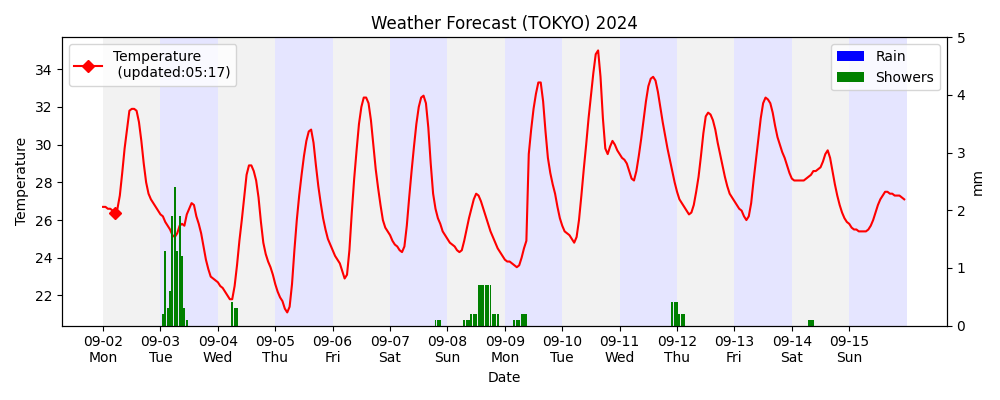 Weather Forecast (TOKYO) 2024
Temperature
(updated:05:17)
Rain
Showers
Temperature
34
32
30
28
26
24
22
5
4
3
2
1
0
mm
09-02 09-03 09-04 09-05 09-06 09-07 09-08 09-09 09-10 09-11 09-12 09-13 09-14 09-15
Mon Tue Wed Thu Fri Sat Sun Mon Tue Wed Thu Fri Sat Sun
Date